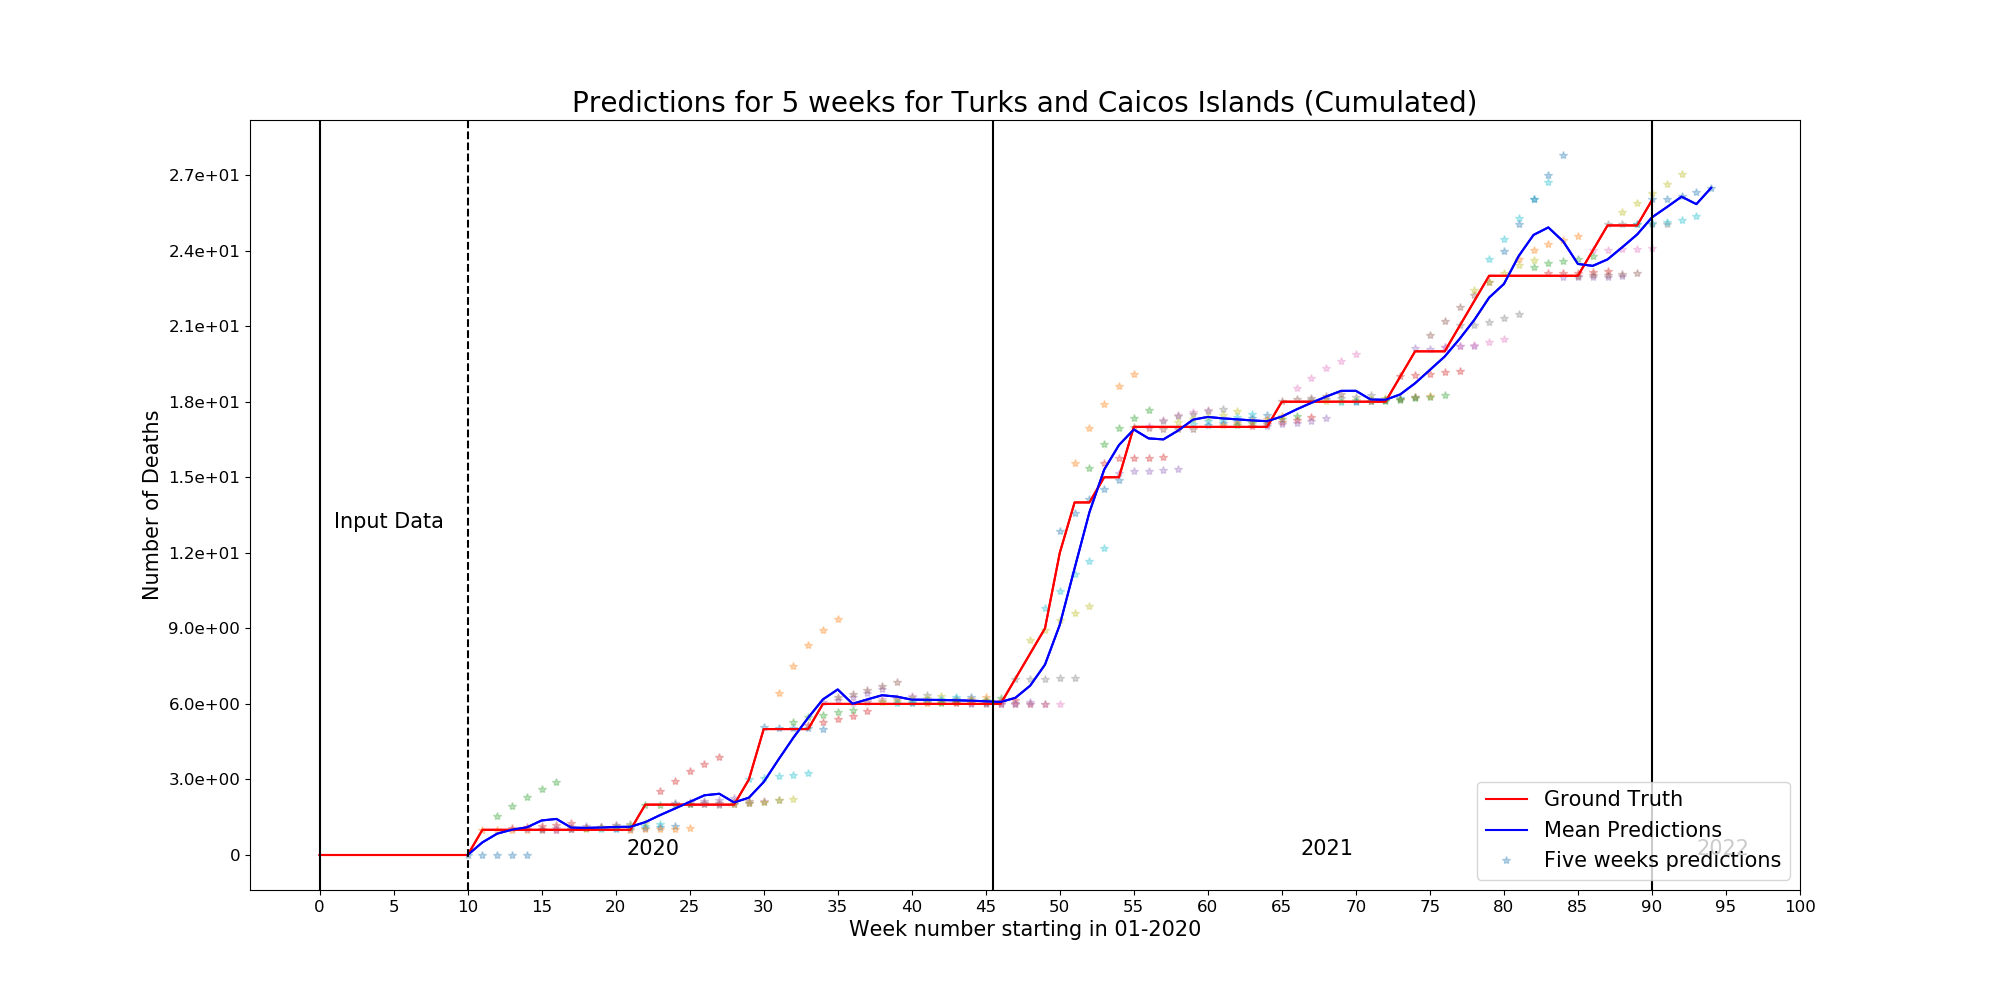 Predictions for 5 weeks for Turks and Caicos Islands (Cumulated)
Number of Deaths
2.7e+01
2.4e+01
2.1e+01
1.8e+01
1.5e+01
1.2e+01
9.0e+00
6.0e+00
3.0e+00
0
Input Data
2020
2021
2022
Ground Truth
Mean Predictions
Five weeks predictions
0 5 10 15 20 25 30 35 40 45 50 55 60 65 70 75 80 85 90 95 100
Week number starting in 01-2020